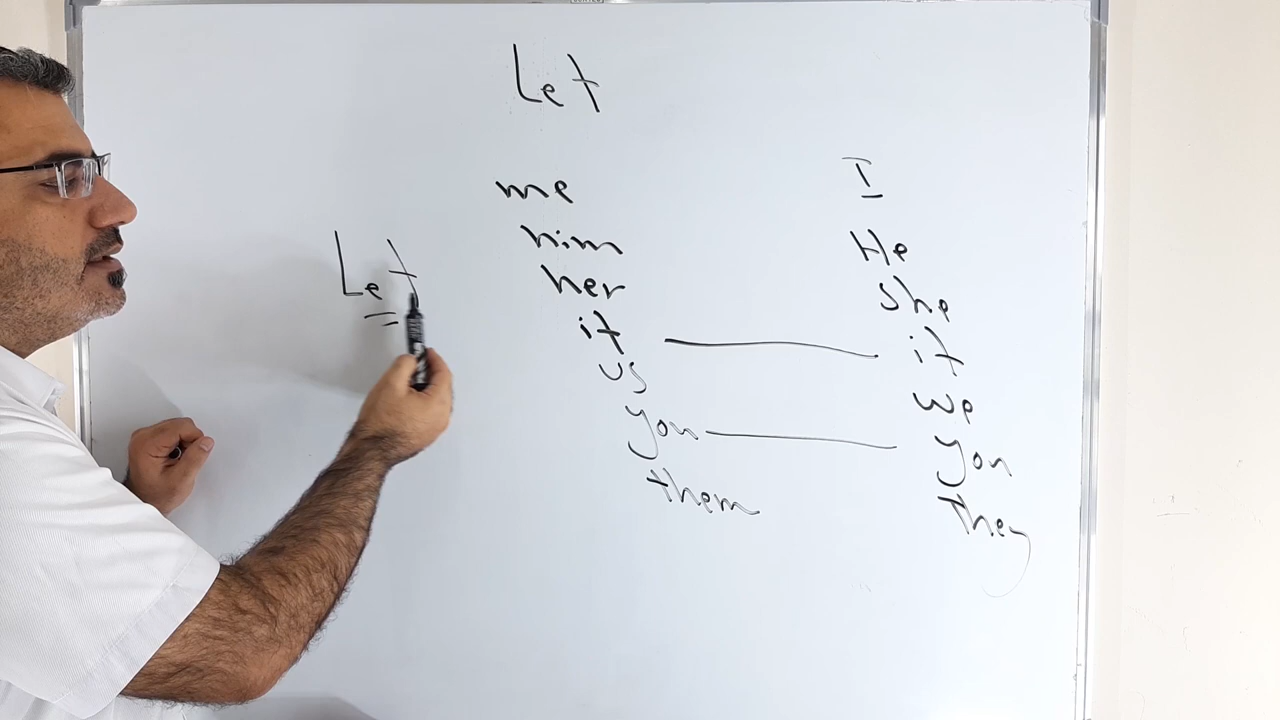 Let
me I
him He
Let
her she
it it
us we
you you
them they